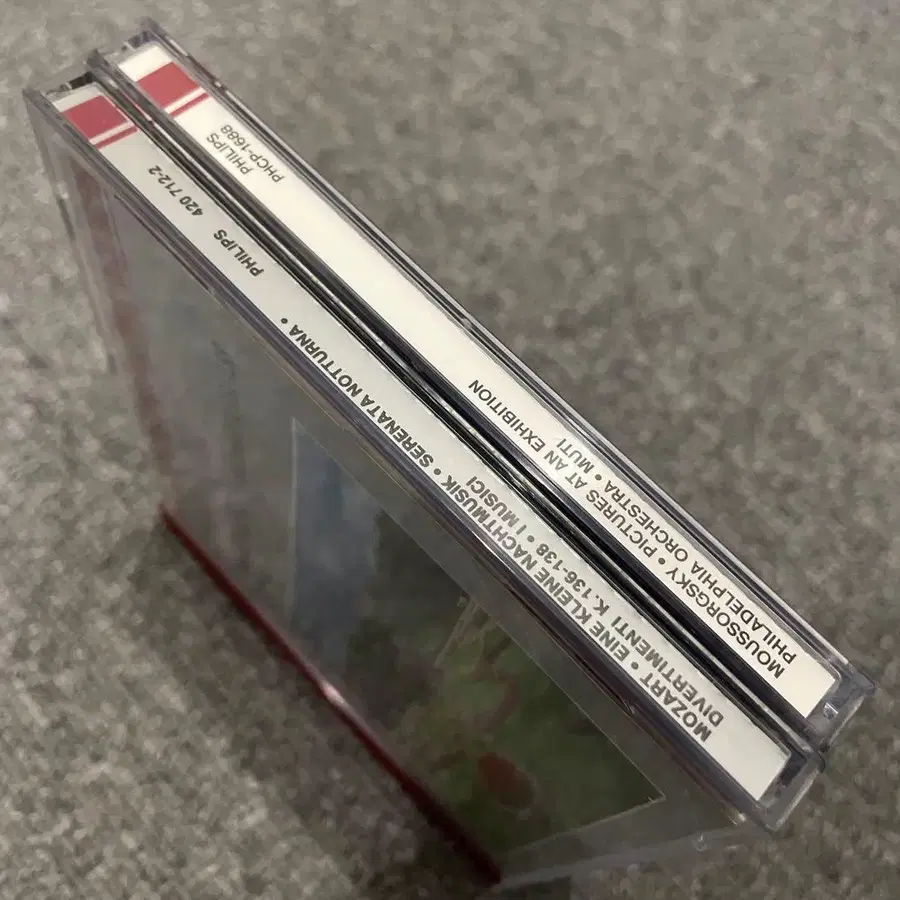 MOUSSORGSKY • PICTURES AT AN EXHIBITION
PHILADELPHIA ORCHESTRA • MUTI
PHILIPS
PHCP-1688
MOZART • EINE KLEINE NACHTMUSIK • SERENATA NOTTURNA •
DIVERTIMENTI K.136-138 • I MUSICI
PHILIPS 420 712-2